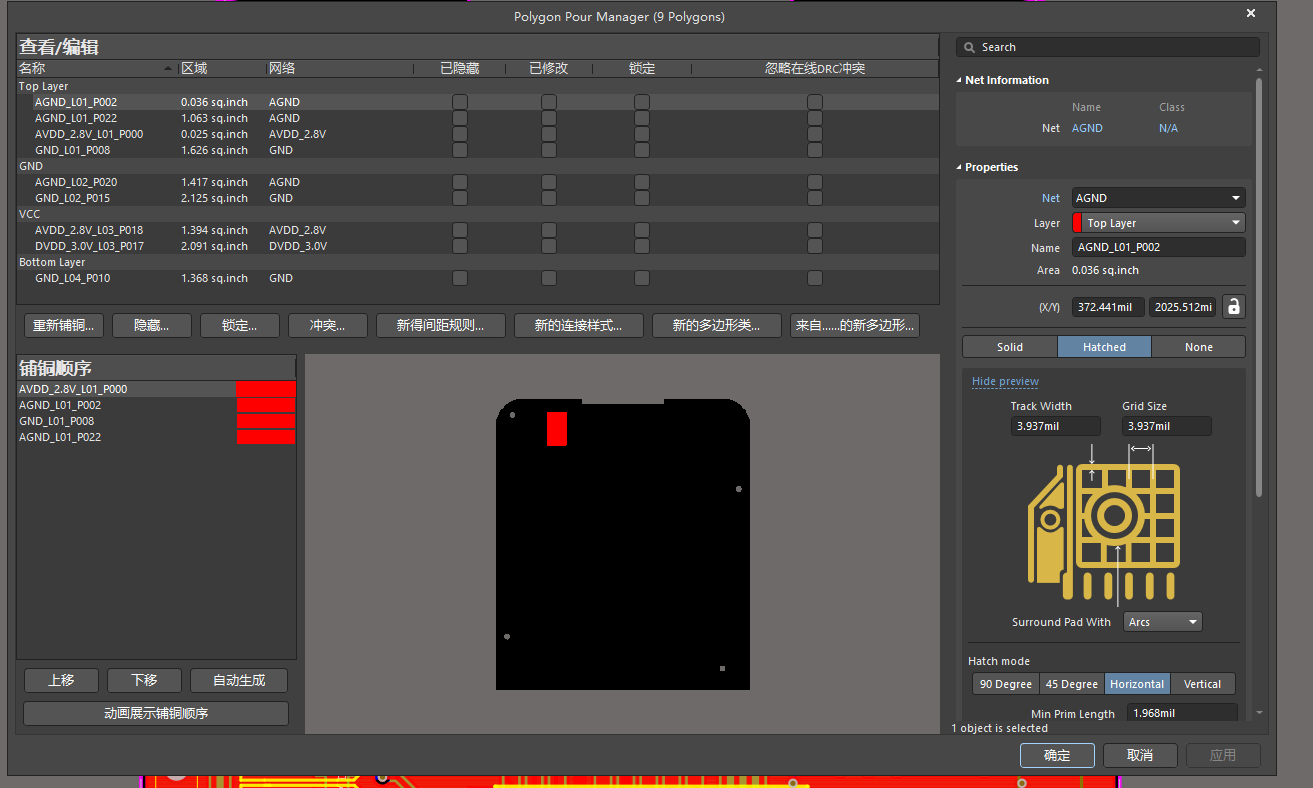 Polygon Pour Manager (9 Polygons)
查看/编辑
名称 区域 网络 已隐藏 已修改 锁定 忽略在线DRC冲突
Top Layer
AGND_L01_P002 0.036 sq.inch AGND
AGND_L01_P022 1.063 sq.inch AGND
AVDD_2.8V_L01_P000 0.025 sq.inch AVDD_2.8V
GND_L01_P008 1.626 sq.inch GND
GND
AGND_L02_P020 1.417 sq.inch AGND
GND_L02_P015 2.125 sq.inch GND
VCC
AVDD_2.8V_L03_P018 1.394 sq.inch AVDD_2.8V
DVDD_3.0V_L03_P017 2.091 sq.inch DVDD_3.0V
Bottom Layer
GND_L04_P010 1.368 sq.inch GND
重新铺铜... 隐藏... 锁定... 冲突... 新得间距规则... 新的连接样式... 新的多边形类... 来自......的新多边形...
铺铜顺序
AVDD_2.8V_L01_P000
AGND_L01_P002
GND_L01_P008
AGND_L01_P022
上移 下移 自动生成
动画展示铺铜顺序
Search
Net Information
Name Class
Net AGND N/A
Properties
Net AGND
Layer Top Layer
Name AGND_L01_P002
Area 0.036 sq.inch
(X/Y) 372.441mil 2025.512mi
Solid Hatched None
Hide preview
Track Width Grid Size
3.937mil 3.937mil
Surround Pad With Arcs
Hatch mode
90 Degree 45 Degree Horizontal Vertical
Min Prim Length 1.968mil
1 object is selected
确定 取消 应用